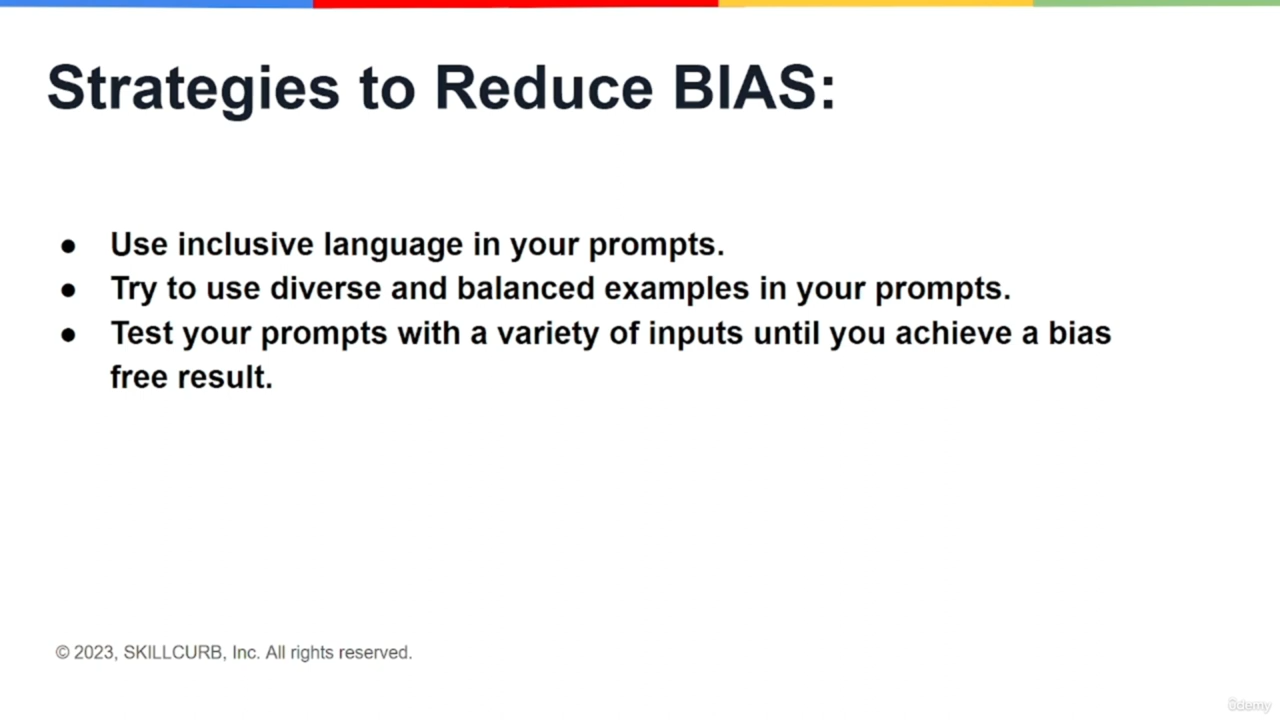 Strategies to Reduce BIAS:
● Use inclusive language in your prompts.
● Try to use diverse and balanced examples in your prompts.
● Test your prompts with a variety of inputs until you achieve a bias
free result.
© 2023, SKILLCURB, Inc. All rights reserved.
ûdemy